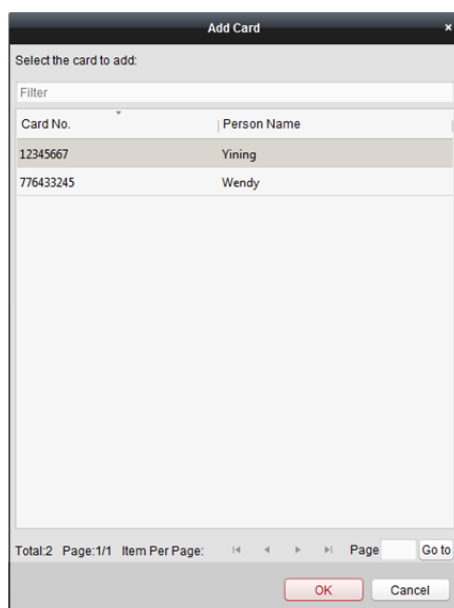 Add Card ×
Select the card to add:
Filter
Card No. Person Name
12345667 Yining
776433245 Wendy
Total:2 Page:1/1 Item Per Page: Page Go to
OK Cancel